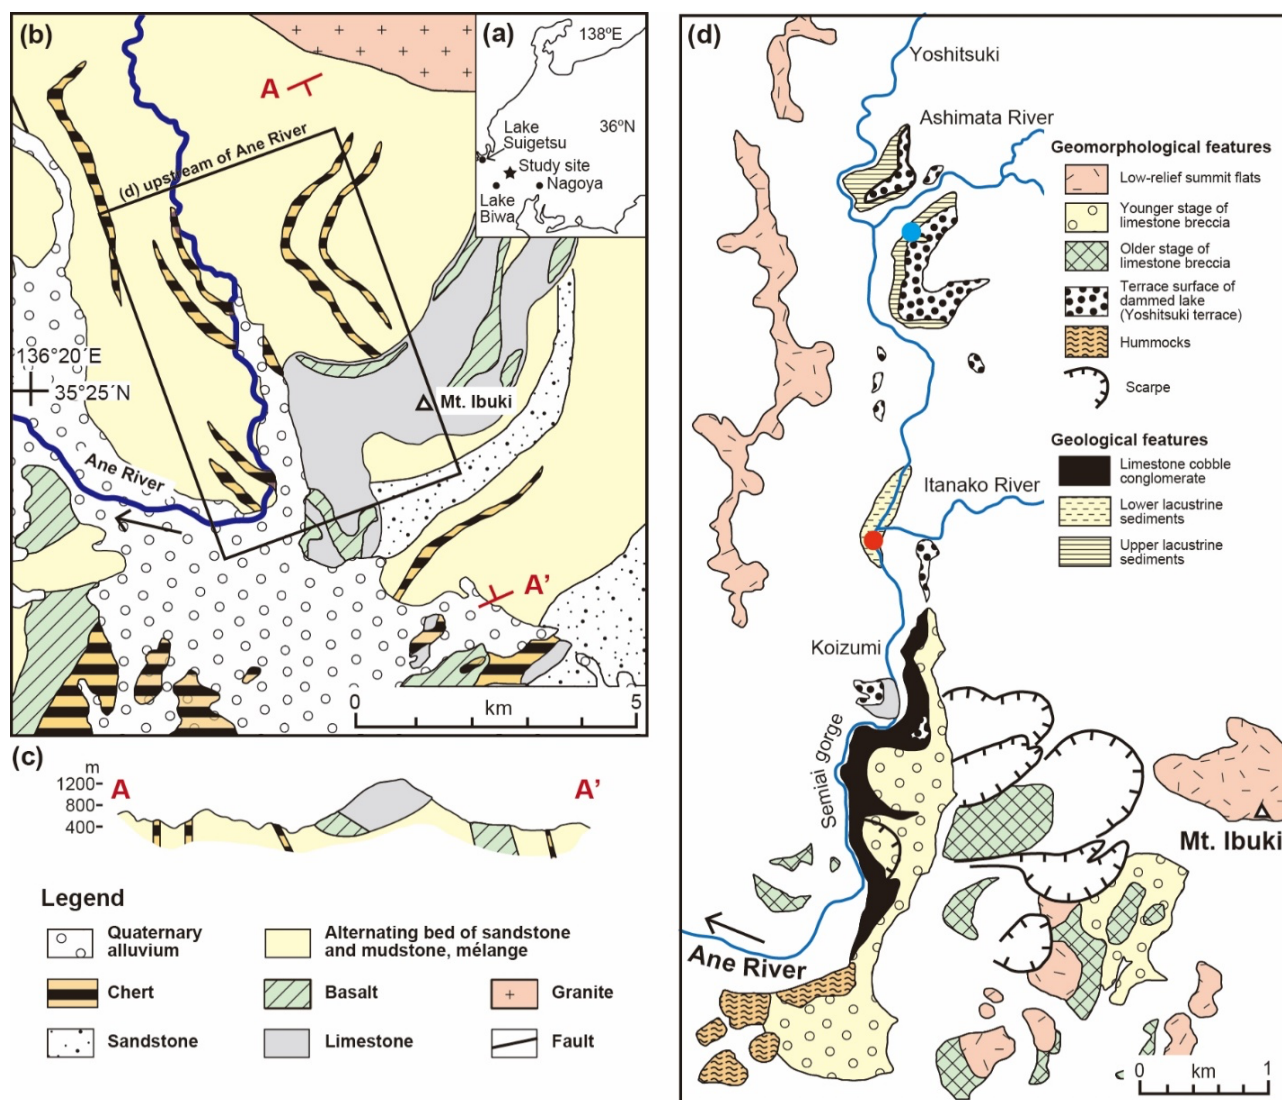 (b)
A
(d) upstream of Ane River
136°20´E
35°25´N
Mt. Ibuki
Ane River
A'
0
5
km
(a)
138ºE
36ºN
Lake
Suigetsu
Study site
Nagoya
Lake
Biwa
(c)
m
1200-
800-
400-
A
A'
Legend
Quaternary
alluvium
Alternating bed of sandstone
and mudstone, mélange
Chert
Basalt
Granite
Sandstone
Limestone
Fault
(d)
Yoshitsuki
Ashimata River
Itanako River
Koizumi
Semiai gorge
Ane River
Mt. Ibuki
0
km
1
Geomorphological features
Low-relief summit flats
Younger stage of
limestone breccia
Older stage of
limestone breccia
Terrace surface of
dammed lake
(Yoshitsuki terrace)
Hummocks
Scarpe
Geological features
Limestone cobble
conglomerate
Lower lacustrine
sediments
Upper lacustrine
sediments